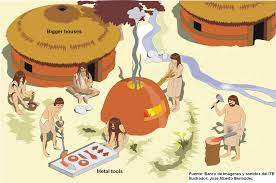 Bigger houses
Metal tools
Fuente: Banco de imágenes y sonidos del ITE
Ilustrador: José Alberto Bermúdez